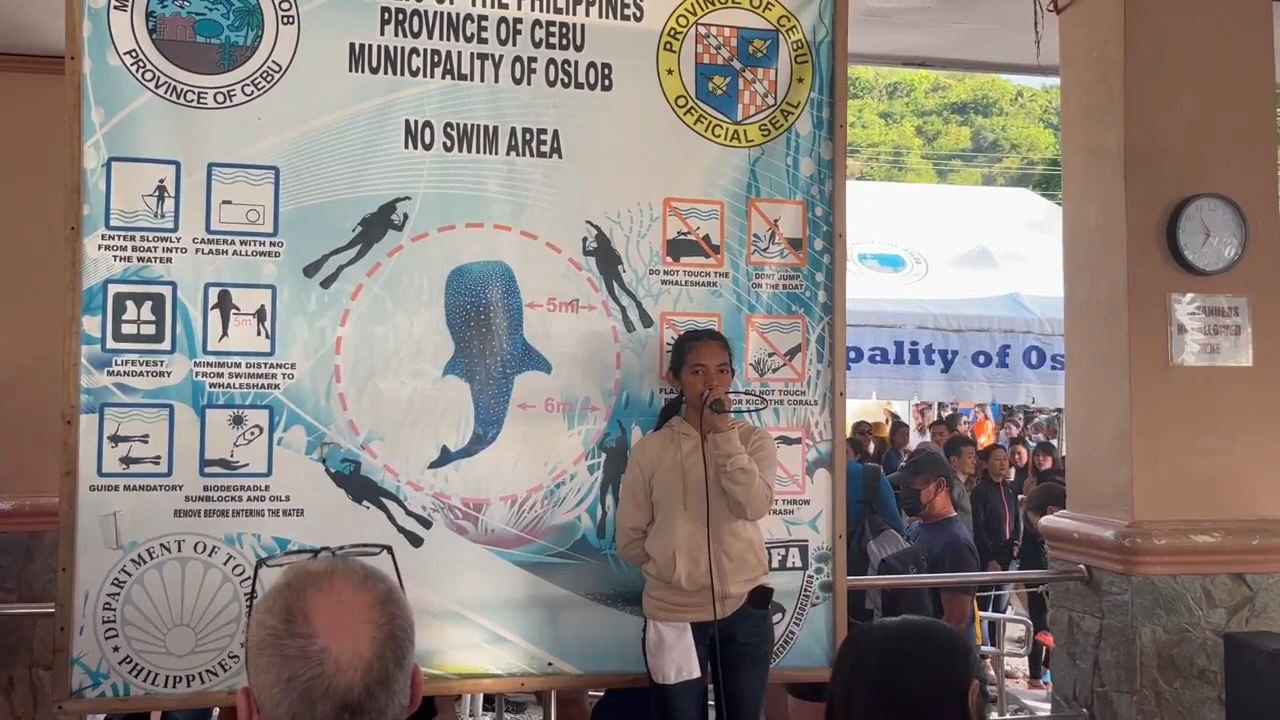 OF THE PHILIPPINES
PROVINCE OF CEBU
MUNICIPALITY OF OSLOB
PROVINCE OF CEBU
PROVINCE OF CEBU
OFFICIAL SEAL
NO SWIM AREA
ENTER SLOWLY
FROM BOAT INTO
THE WATER
CAMERA WITH NO
FLASH ALLOWED
LIFEVEST
MANDATORY
5m
MINIMUM DISTANCE
FROM SWIMMER TO
WHALESHARK
GUIDE MANDATORY
BIODEGRADLE
SUNBLOCKS AND OILS
REMOVE BEFORE ENTERING THE WATER
5m
6m
DO NOT TOUCH THE
WHALESHARK
DONT JUMP
ON THE BOAT
DO NOT TOUCH
OR KICK THE CORALS
THROW
TRASH
DEPARTMENT OF
PHILIPPINES
ASSOCIATION
pality of Os